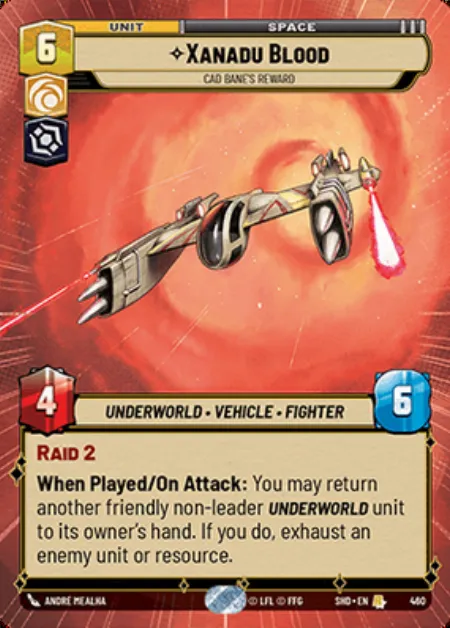 UNIT SPACE
6 ✧XANADU BLOOD
CAD BANE'S REWARD
4 UNDERWORLD • VEHICLE • FIGHTER 6
RAID 2
When Played/On Attack: You may return
another friendly non-leader UNDERWORLD unit
to its owner's hand. If you do, exhaust an
enemy unit or resource.
ANDRE MEALHA © LFL © FFG SHD • EN 460